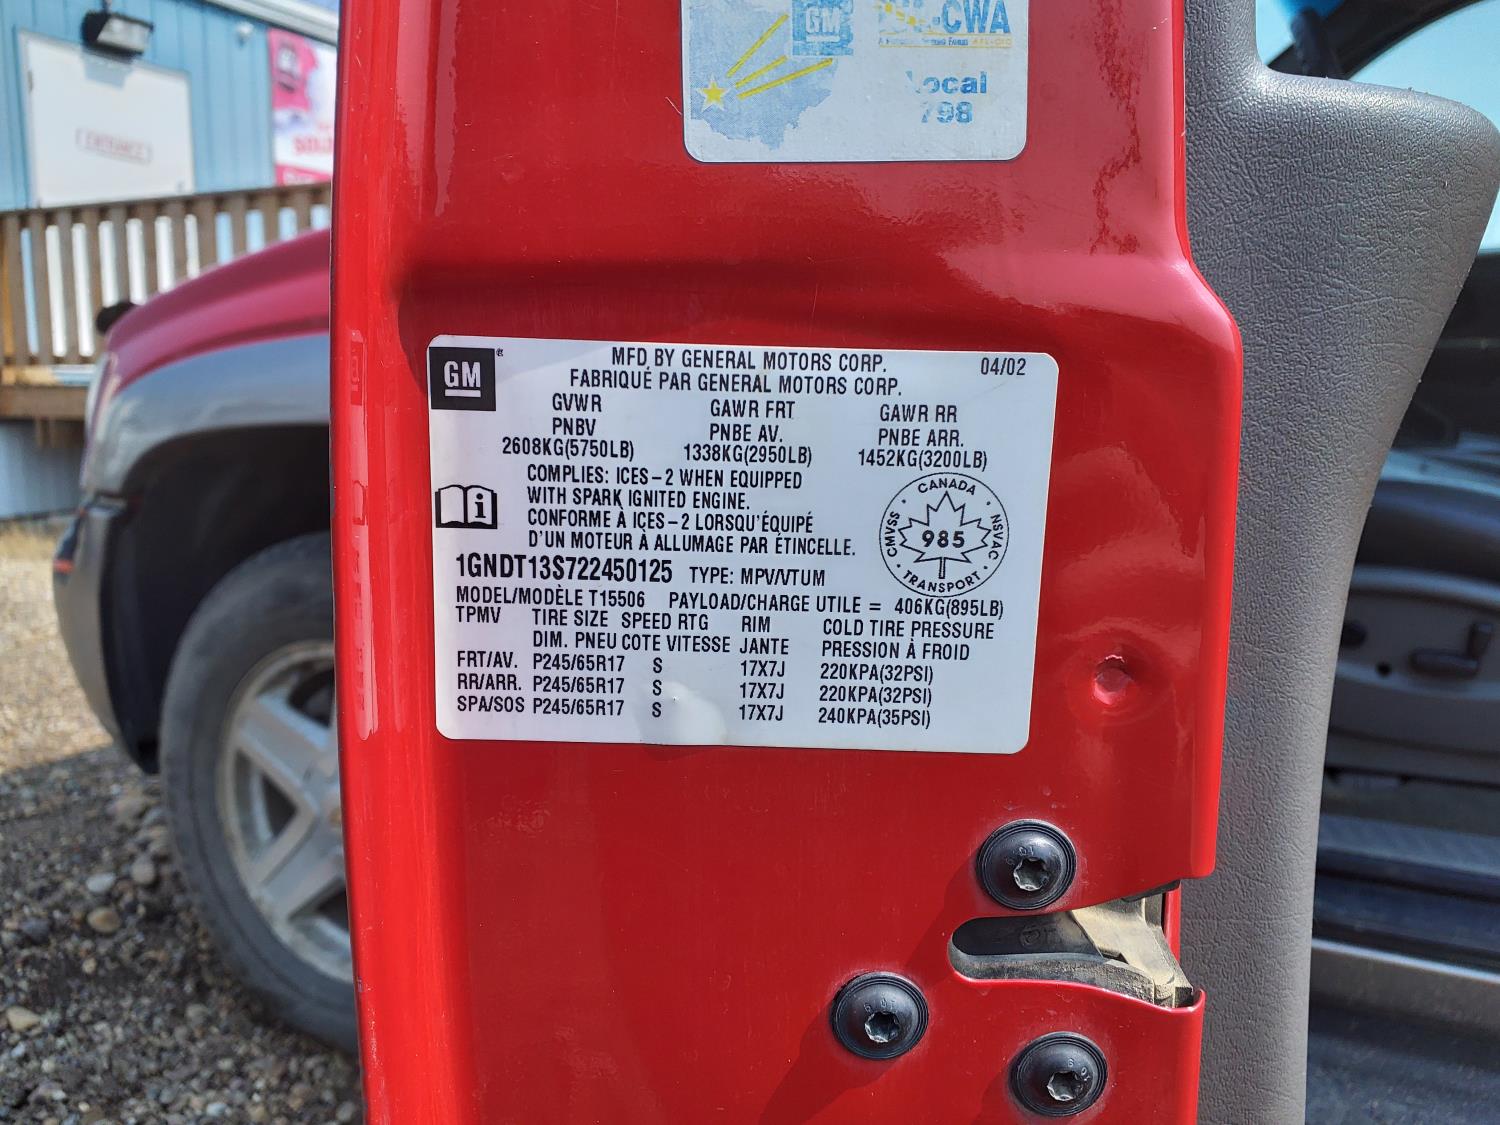 GM
CWA
Local
798
GM
MFD BY GENERAL MOTORS CORP. 04/02
FABRIQUÉ PAR GENERAL MOTORS CORP.
GVWR GAWR FRT GAWR RR
PNBV PNBE AV. PNBE ARR.
2608KG(5750LB) 1338KG(2950LB) 1452KG(3200LB)
COMPLIES: ICES-2 WHEN EQUIPPED
WITH SPARK IGNITED ENGINE.
CONFORME À ICES-2 LORSQU'ÉQUIPÉ
D'UN MOTEUR À ALLUMAGE PAR ÉTINCELLE.
CANADA
CMVSS 985 NSVAC
TRANSPORT
1GNDT13S722450125 TYPE: MPV/VTUM
MODEL/MODÈLE T15506 PAYLOAD/CHARGE UTILE = 406KG(895LB)
TPMV TIRE SIZE SPEED RTG RIM COLD TIRE PRESSURE
DIM. PNEU COTE VITESSE JANTE PRESSION À FROID
FRT/AV. P245/65R17 S 17X7J 220KPA(32PSI)
RR/ARR. P245/65R17 S 17X7J 220KPA(32PSI)
SPA/SOS P245/65R17 S 17X7J 240KPA(35PSI)